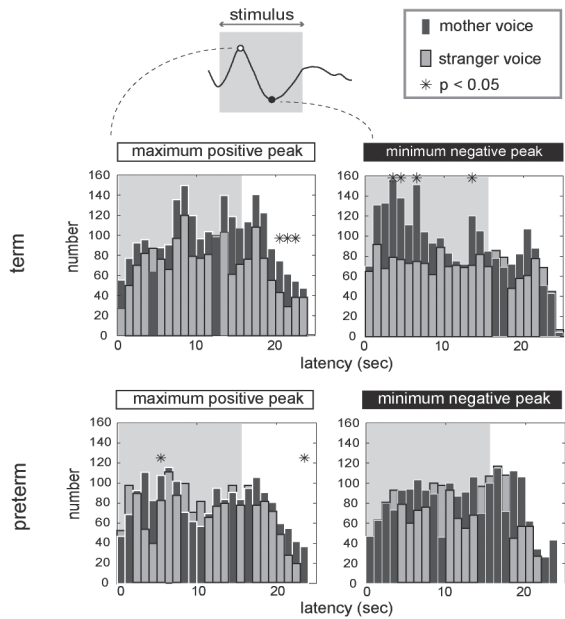 stimulus
mother voice
stranger voice
✳ p < 0.05
maximum positive peak
minimum negative peak
term
number
160
140
120
100
80
60
40
20
0
✳✳✳
0 10 20
160
140
120
100
80
60
40
20
0
✳✳ ✳ ✳
0 10 20
latency (sec)
maximum positive peak
minimum negative peak
preterm
number
160
140
120
100
80
60
40
20
0
✳ ✳
0 10 20
160
140
120
100
80
60
40
20
0
0 10 20
latency (sec)